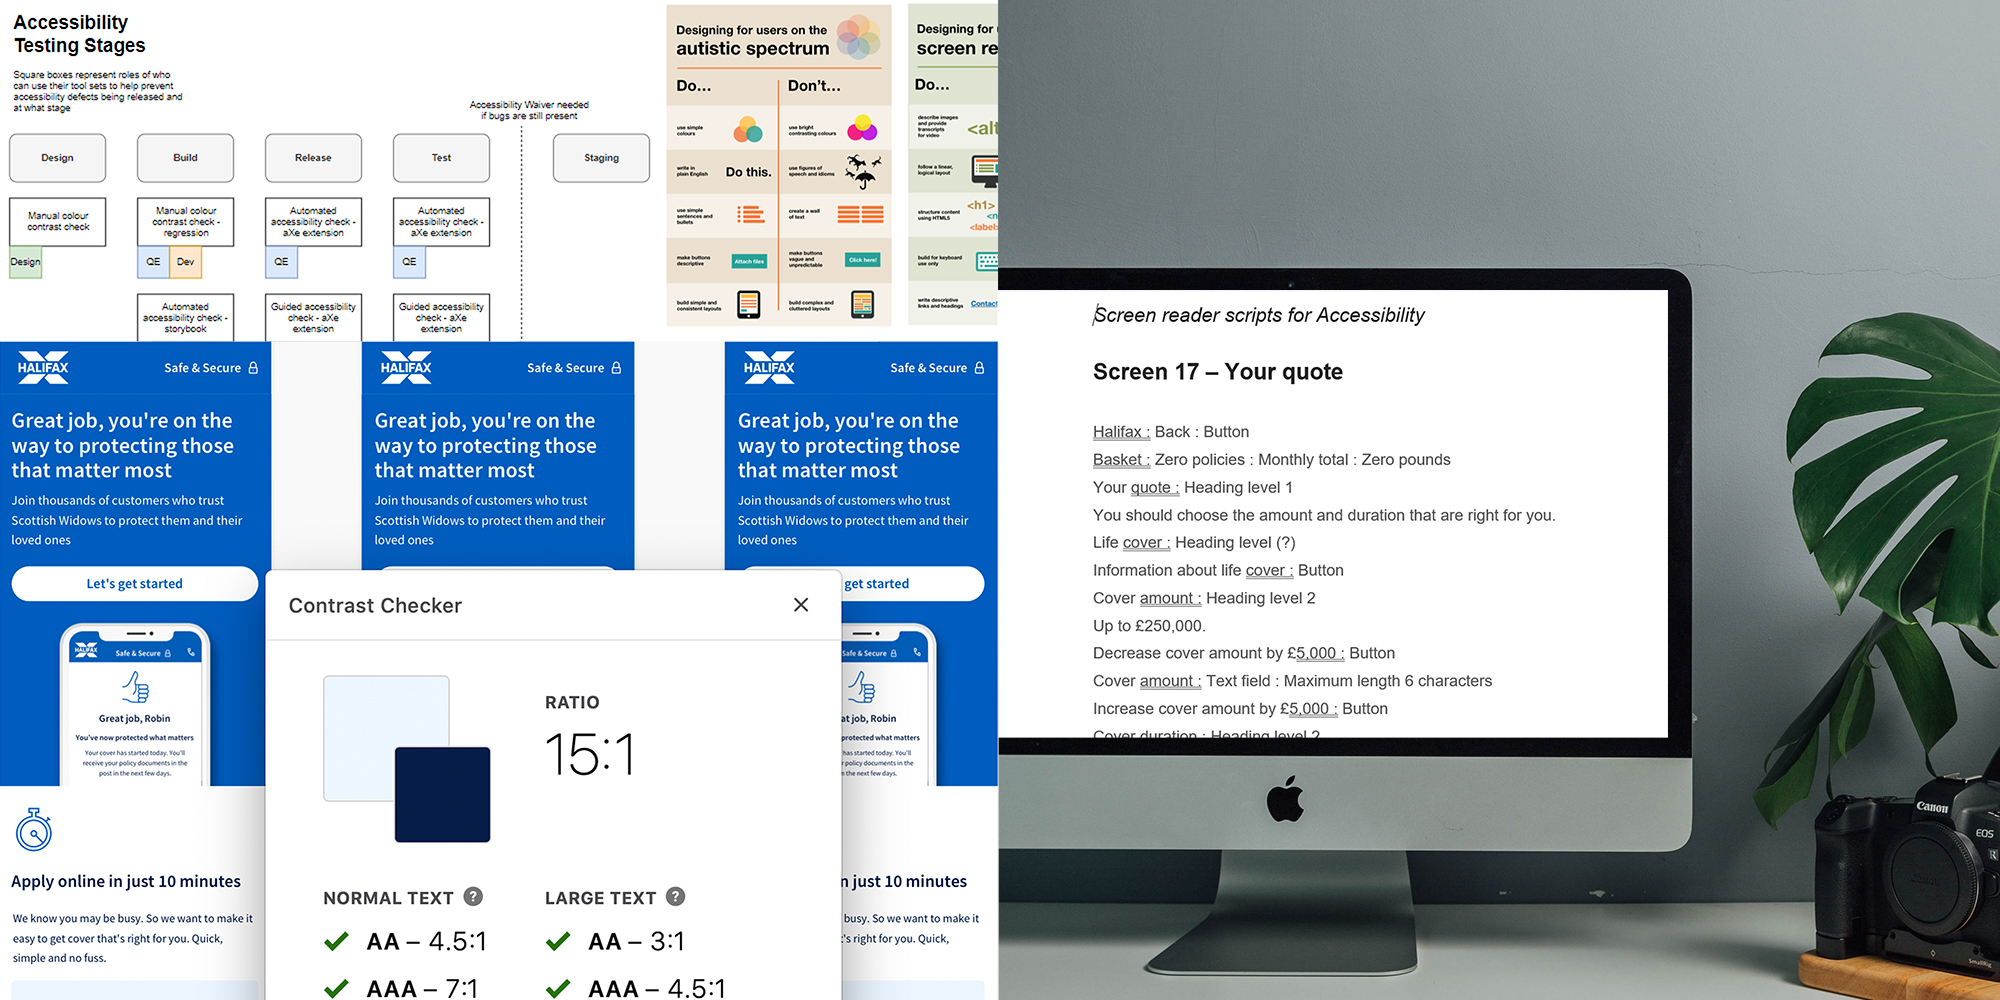 Accessibility
Testing Stages
Square boxes represent roles of who
can use their tool sets to help prevent
accessibility defects being released and
at what stage
Accessibility Waiver needed
if bugs are still present
Design
Build
Release
Test
Staging
Manual colour
contrast check
Design
Manual colour
contrast check -
regression
QE
Dev
Automated
accessibility check -
aXe extension
QE
Automated
accessibility check -
aXe extension
QE
Automated
accessibility check -
storybook
Guided accessibility
check - aXe
extension
Guided accessibility
check - aXe
extension
Designing for users on the
autistic spectrum
Do...
Don't...
use simple
colours
use bright
contrasting colours
write in
plain English
Do this.
use figures of
speech and idioms
use simple
sentences and
bullets
create a wall
of text
make buttons
descriptive
Attach files
make buttons
vague and
unpredictable
Click here!
build simple and
consistent layouts
build complex and
cluttered layouts
Designing for
screen re
Do...
describe images
and provide
transcripts
for video
<alt
follow a linear,
logical layout
structure content
using HTML5
<h1>
<n
<label:
build for keyboard
use only
write descriptive
links and headings
Contac
HALIFAX
Safe & Secure
Great job, you're on the
way to protecting those
that matter most
Join thousands of customers who trust
Scottish Widows to protect them and their
loved ones
Let's get started
HALIFAX
Safe & Secure
Great job, Robin
You've now protected what matters
Your cover has started today. You'll
receive your policy documents in the
post in the next few days.
Apply online in just 10 minutes
We know you may be busy. So we want to make it
easy to get cover that's right for you. Quick,
simple and no fuss.
HALIFAX
Safe & Secure
Great job, you're on the
way to protecting those
that matter most
Join thousands of customers who trust
Scottish Widows to protect them and their
loved ones
HALIFAX
Safe & Secure
Great job, you're on the
way to protecting those
that matter most
Join thousands of customers who trust
Scottish Widows to protect them and their
loved ones
get started
Safe & Secure
at job, Robin
protected what matters
has started today. You'll
r policy documents in the
n the next few days.
n just 10 minutes
busy. So we want to make it
's right for you. Quick,
Contrast Checker
RATIO
15:1
NORMAL TEXT ?
AA – 4.5:1
AAA – 7:1
LARGE TEXT ?
AA – 3:1
AAA – 4.5:1
Screen reader scripts for Accessibility
Screen 17 – Your quote
Halifax : Back : Button
Basket : Zero policies : Monthly total : Zero pounds
Your quote : Heading level 1
You should choose the amount and duration that are right for you.
Life cover : Heading level (?)
Information about life cover : Button
Cover amount : Heading level 2
Up to £250,000.
Decrease cover amount by £5,000 : Button
Cover amount : Text field : Maximum length 6 characters
Increase cover amount by £5,000 : Button
Cover duration : Heading level 2
Canon
EOS
R
SmallRig